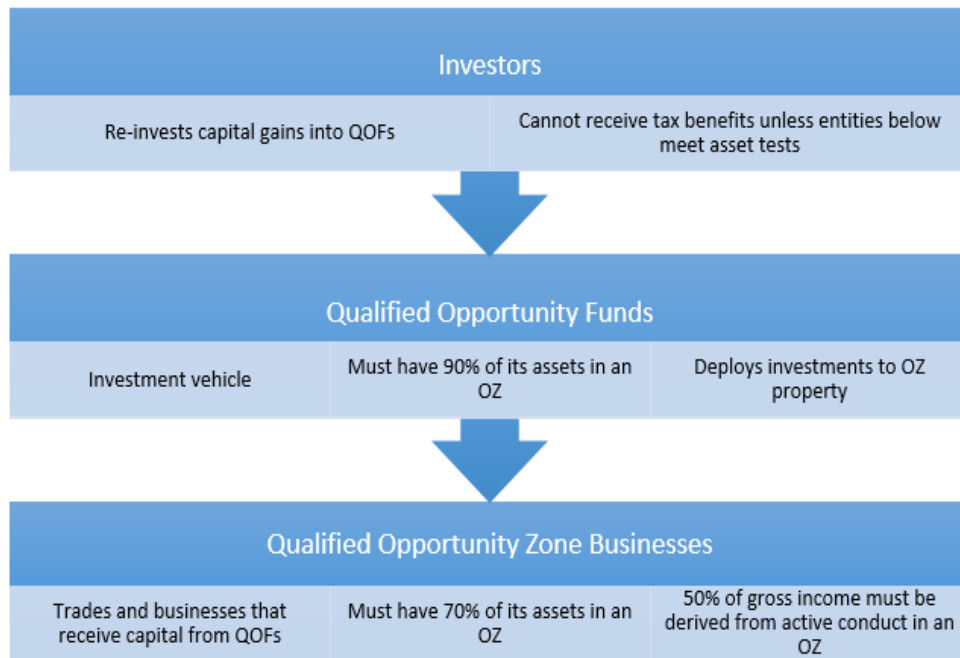 Investors
Re-invests capital gains into QOFs
Cannot receive tax benefits unless entities below
meet asset tests
Qualified Opportunity Funds
Investment vehicle
Must have 90% of its assets in an
OZ
Deploys investments to OZ
property
Qualified Opportunity Zone Businesses
Trades and businesses that
receive capital from QOFs
Must have 70% of its assets in an
OZ
50% of gross income must be
derived from active conduct in an
OZ